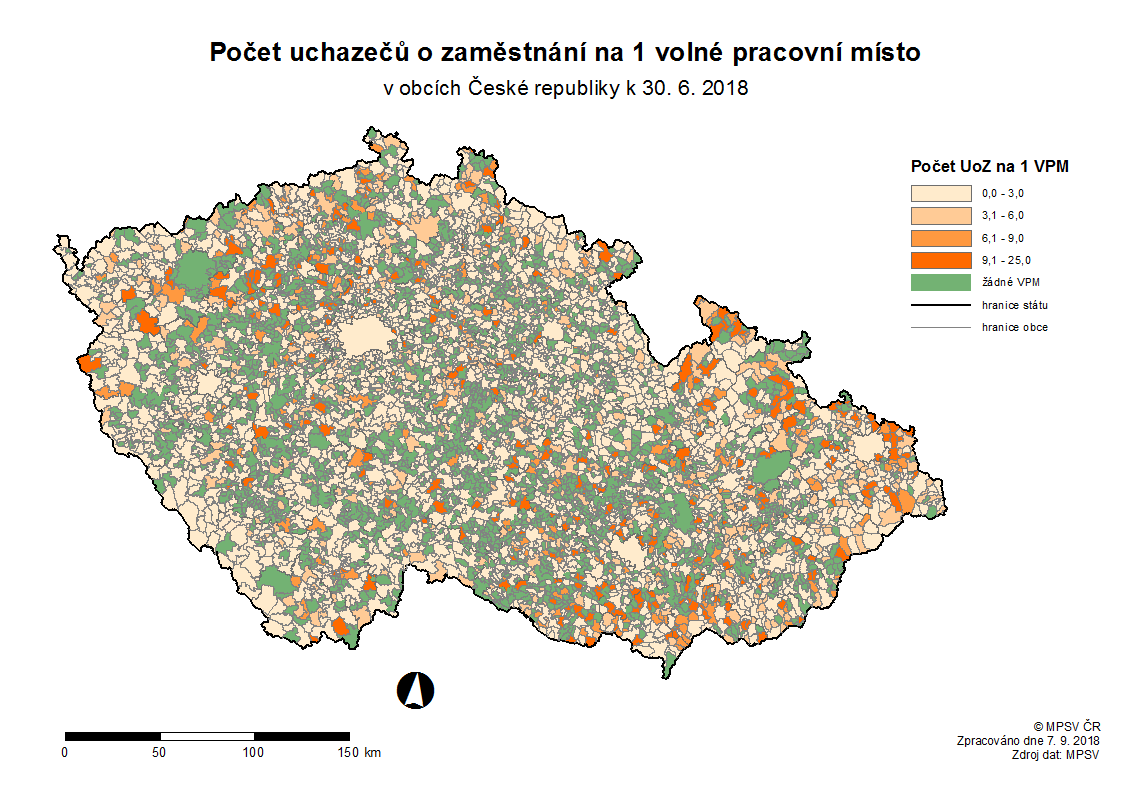 Počet uchazečů o zaměstnání na 1 volné pracovní místo
v obcích České republiky k 30. 6. 2018
Počet UoZ na 1 VPM
0,0 - 3,0
3,1 - 6,0
6,1 - 9,0
9,1 - 25,0
žádné VPM
hranice státu
hranice obce
0 50 100 150 km
© MPSV ČR
Zpracováno dne 7. 9. 2018
Zdroj dat: MPSV